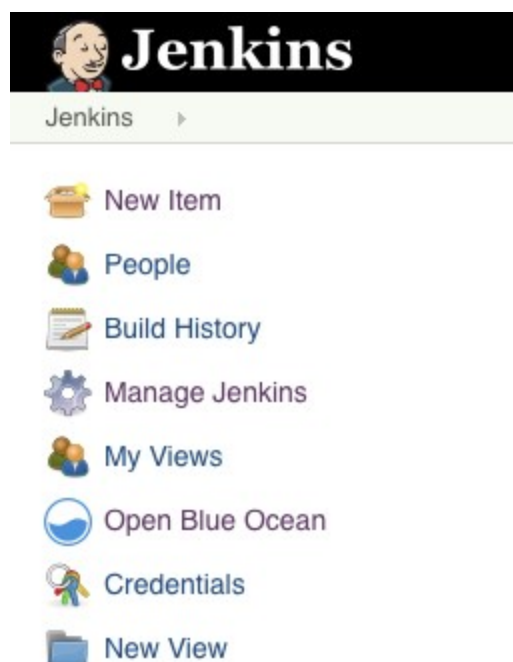 Jenkins
Jenkins
New Item
People
Build History
Manage Jenkins
My Views
Open Blue Ocean
Credentials
New View